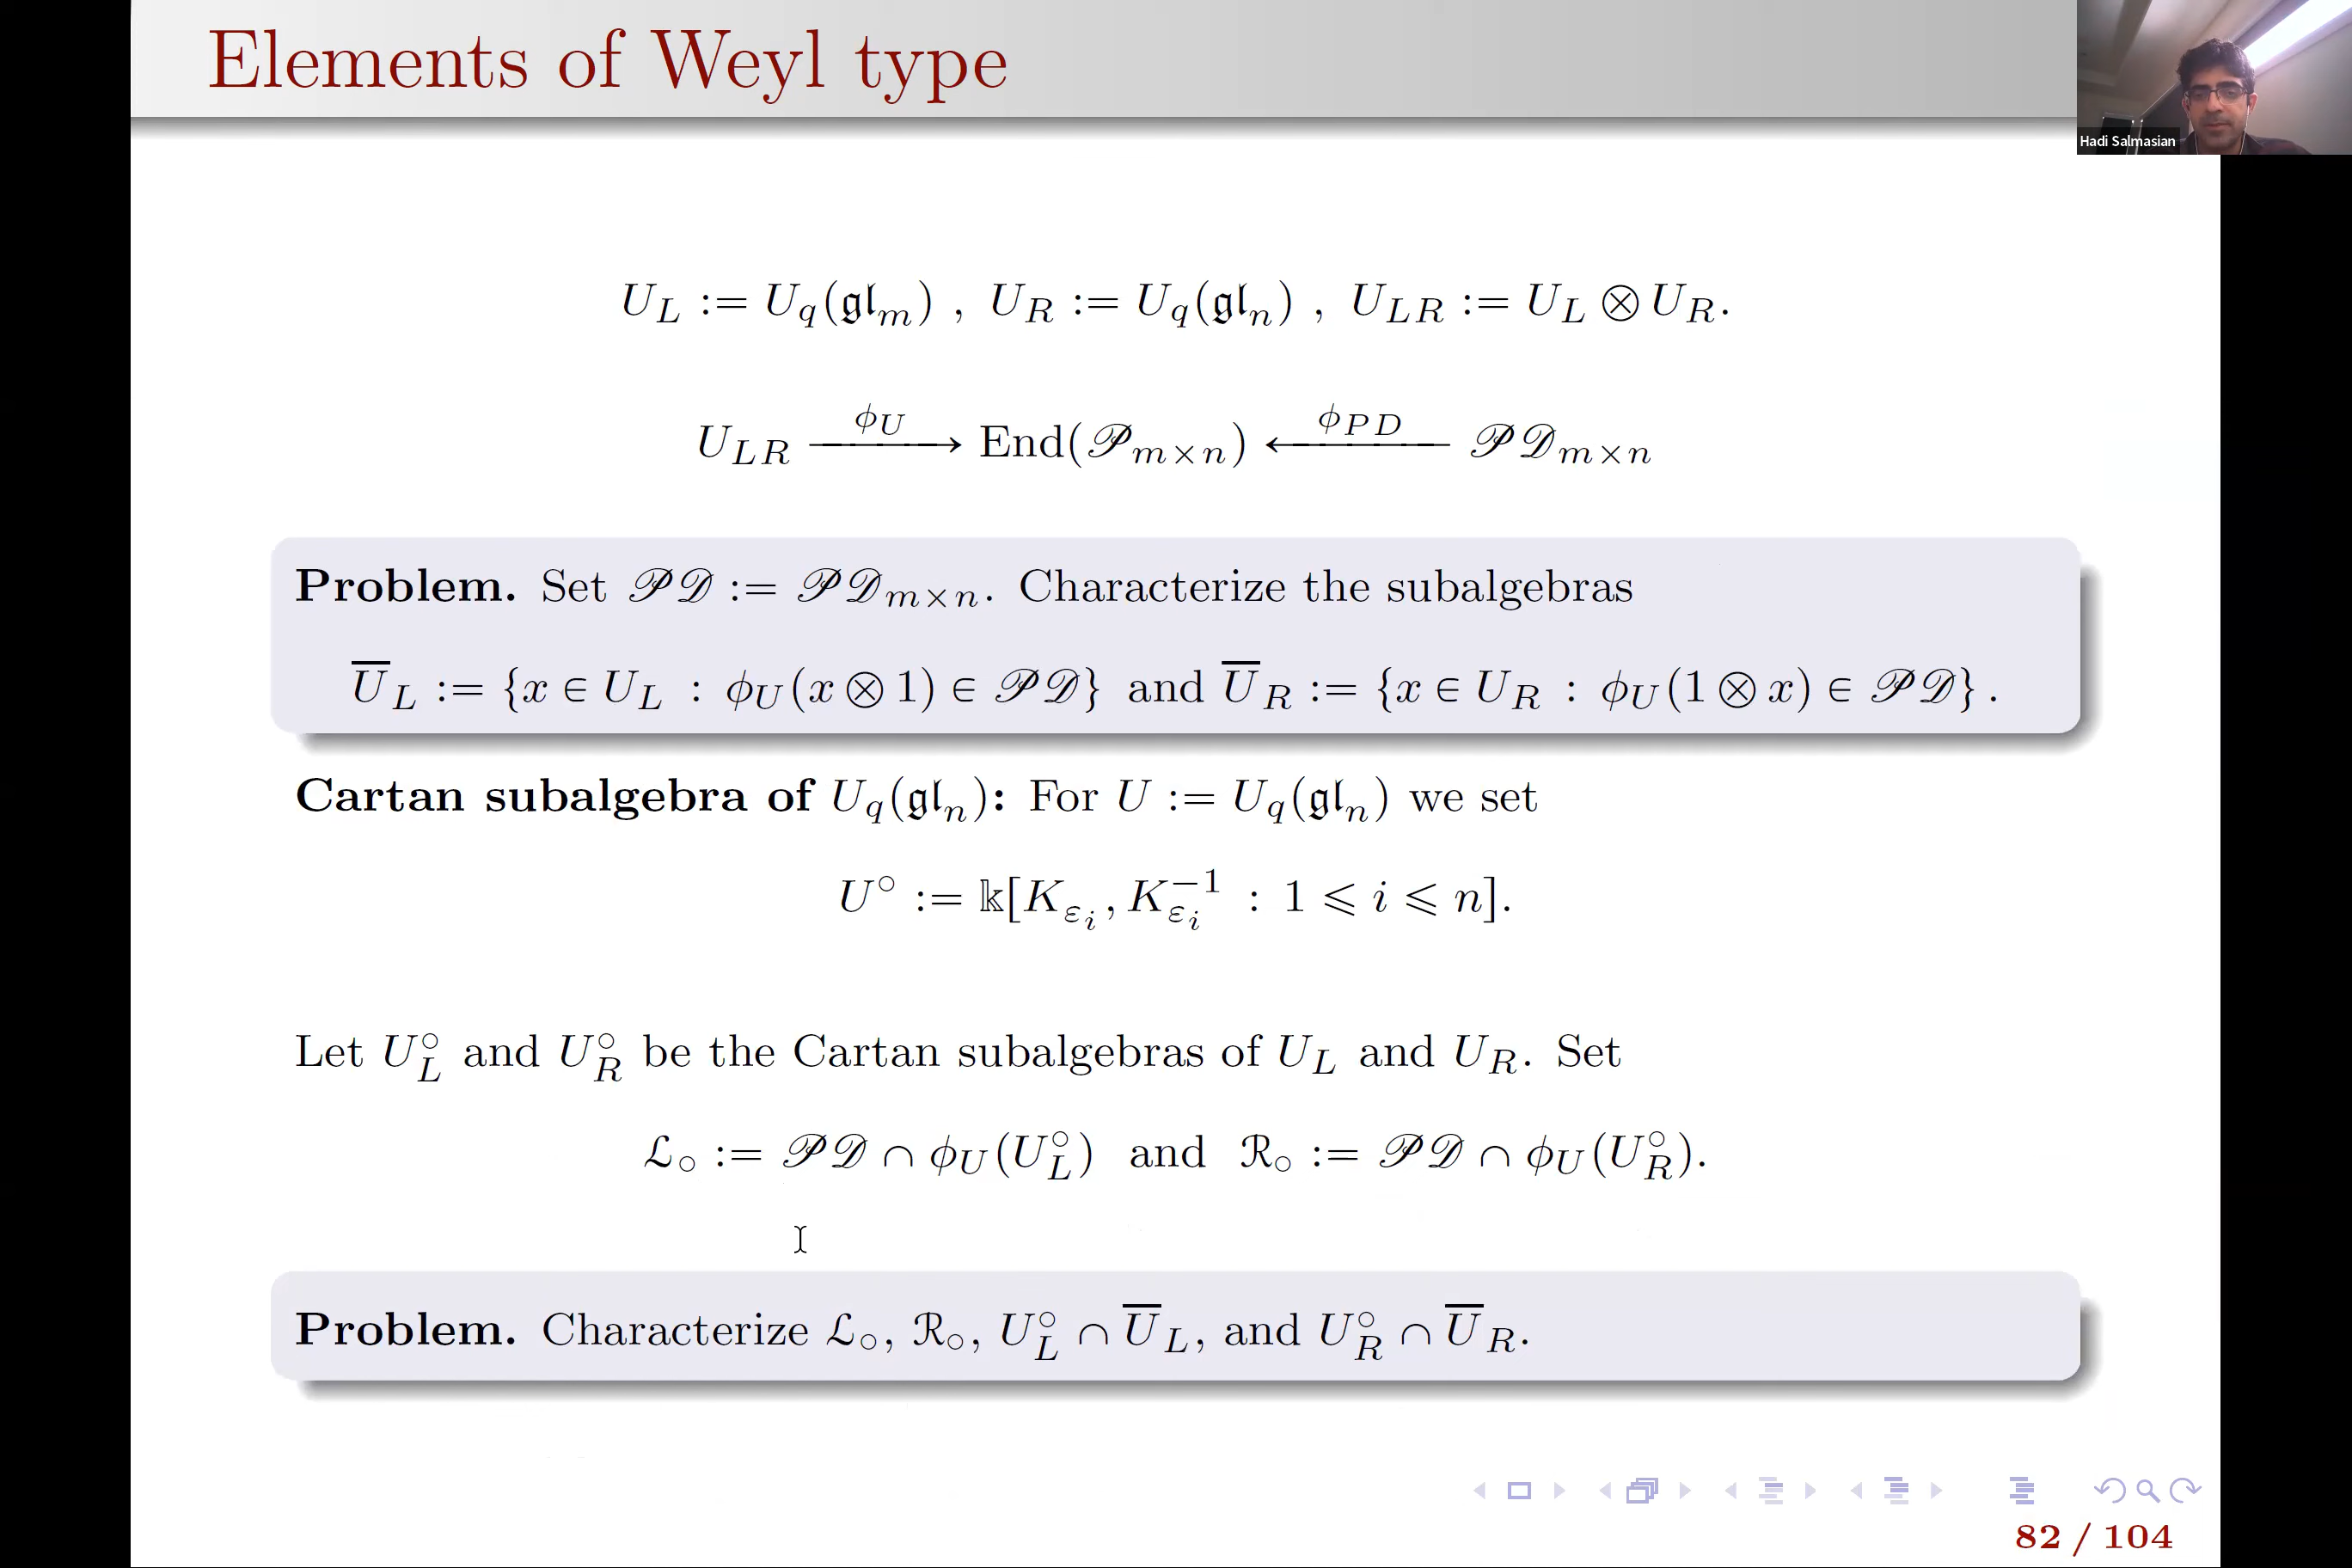 Elements of Weyl type
Hadi Salmasian
U_L := U_q(𝔤𝔩_m) , U_R := U_q(𝔤𝔩_n) , U_{LR} := U_L ⊗ U_R.
U_{LR} —ϕ_U→ End(𝒫_{m×n}) ←ϕ_{PD}— 𝒫𝒟_{m×n}
Problem. Set 𝒫𝒟 := 𝒫𝒟_{m×n}. Characterize the subalgebras
U̅_L := {x ∈ U_L : ϕ_U(x ⊗ 1) ∈ 𝒫𝒟} and U̅_R := {x ∈ U_R : ϕ_U(1 ⊗ x) ∈ 𝒫𝒟} .
Cartan subalgebra of U_q(𝔤𝔩_n): For U := U_q(𝔤𝔩_n) we set
U° := 𝕜[K_{ε_i}, K_{ε_i}^{−1} : 1 ⩽ i ⩽ n].
Let U_L° and U_R° be the Cartan subalgebras of U_L and U_R. Set
ℒ_∘ := 𝒫𝒟 ∩ ϕ_U(U_L°) and ℛ_∘ := 𝒫𝒟 ∩ ϕ_U(U_R°).
Problem. Characterize ℒ_∘, ℛ_∘, U_L° ∩ U̅_L, and U_R° ∩ U̅_R.
82 / 104